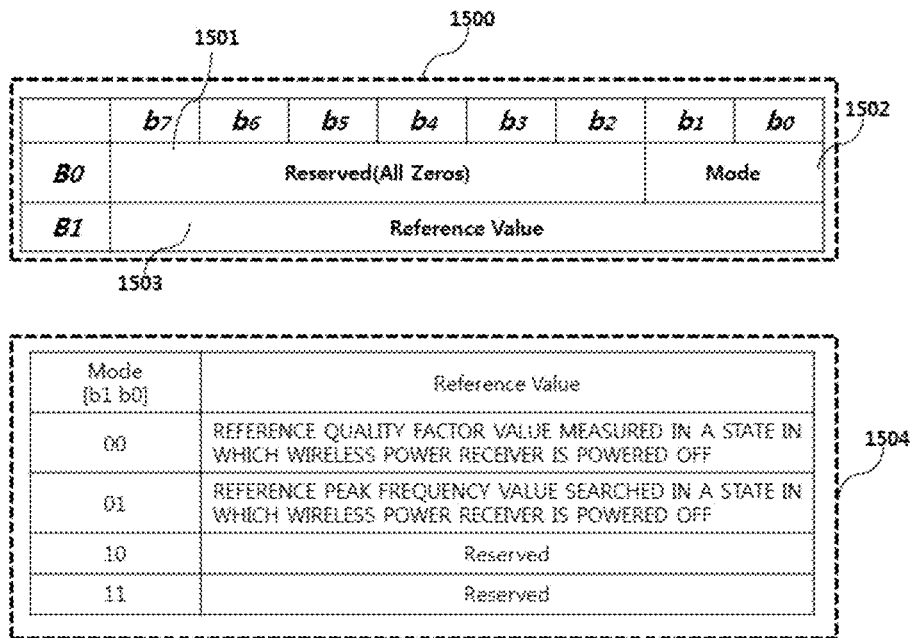 1500
1501
b7 b6 b5 b4 b3 b2 b1 b0
1502
B0 Reserved(All Zeros) Mode
B1 Reference Value
1503
Mode
[b1 b0]
Reference Value
00
REFERENCE QUALITY FACTOR VALUE MEASURED IN A STATE IN
WHICH WIRELESS POWER RECEIVER IS POWERED OFF
1504
01
REFERENCE PEAK FREQUENCY VALUE SEARCHED IN A STATE IN
WHICH WIRELESS POWER RECEIVER IS POWERED OFF
10 Reserved
11 Reserved